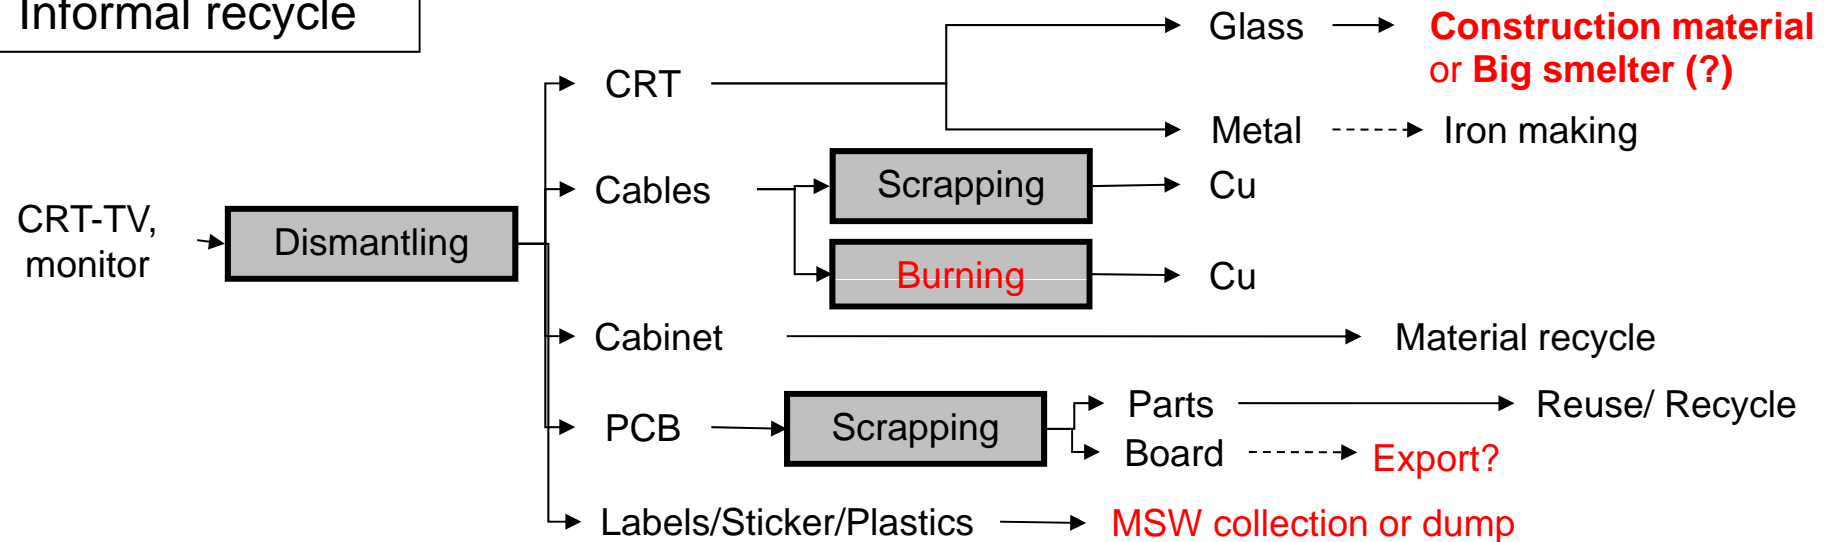 Informal recycle
Glass
Construction material
or Big smelter (?)
CRT
Metal
Iron making
Cables
Scrapping
Cu
CRT-TV,
monitor
Dismantling
Burning
Cu
Cabinet
Material recycle
PCB
Scrapping
Parts
Reuse/ Recycle
Board
Export?
Labels/Sticker/Plastics
MSW collection or dump